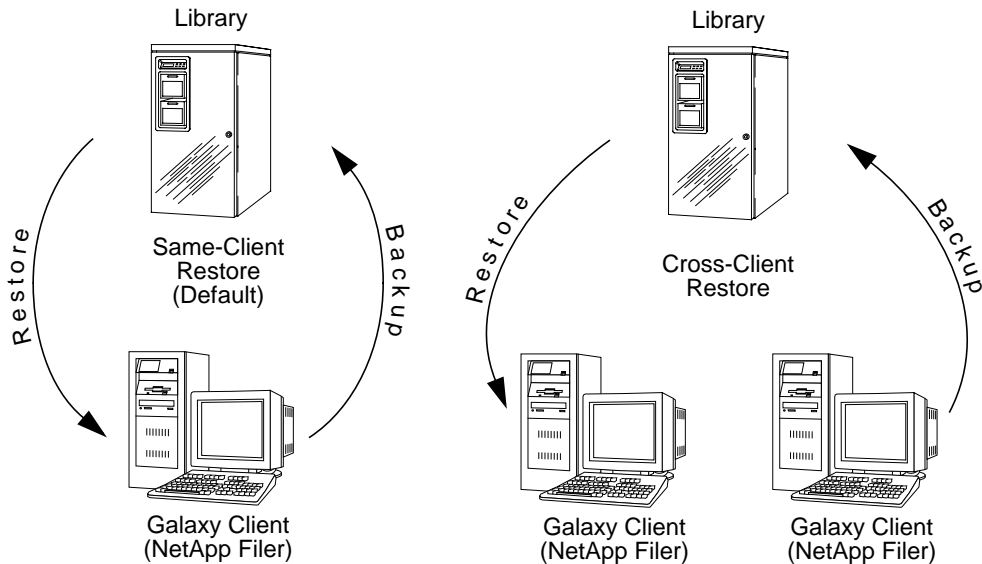 Library
Restore
Backup
Same-Client
Restore
(Default)
Galaxy Client
(NetApp Filer)
Library
Restore
Backup
Cross-Client
Restore
Galaxy Client
(NetApp Filer)
Galaxy Client
(NetApp Filer)